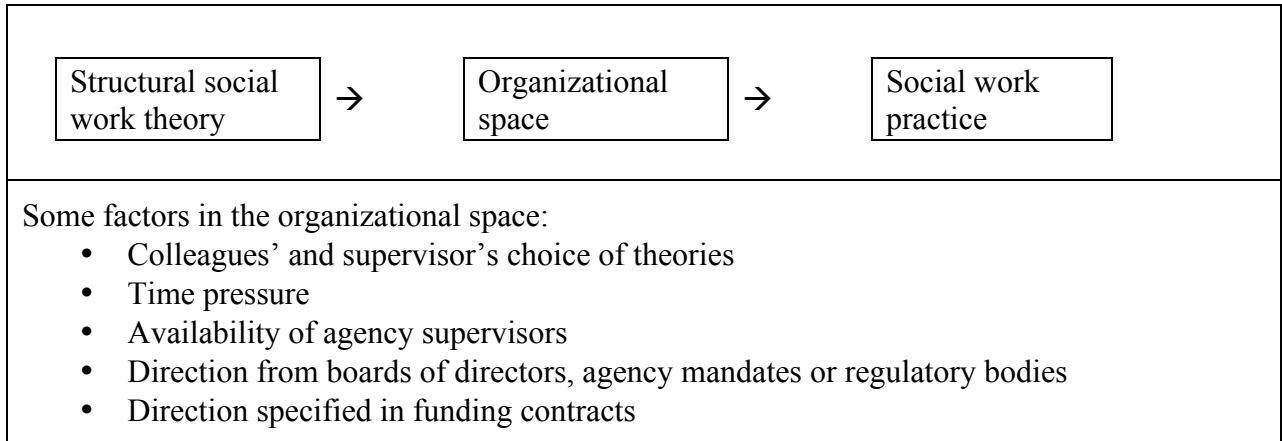 Structural social
work theory
→
Organizational
space
→
Social work
practice
Some factors in the organizational space:
• Colleagues’ and supervisor’s choice of theories
• Time pressure
• Availability of agency supervisors
• Direction from boards of directors, agency mandates or regulatory bodies
• Direction specified in funding contracts